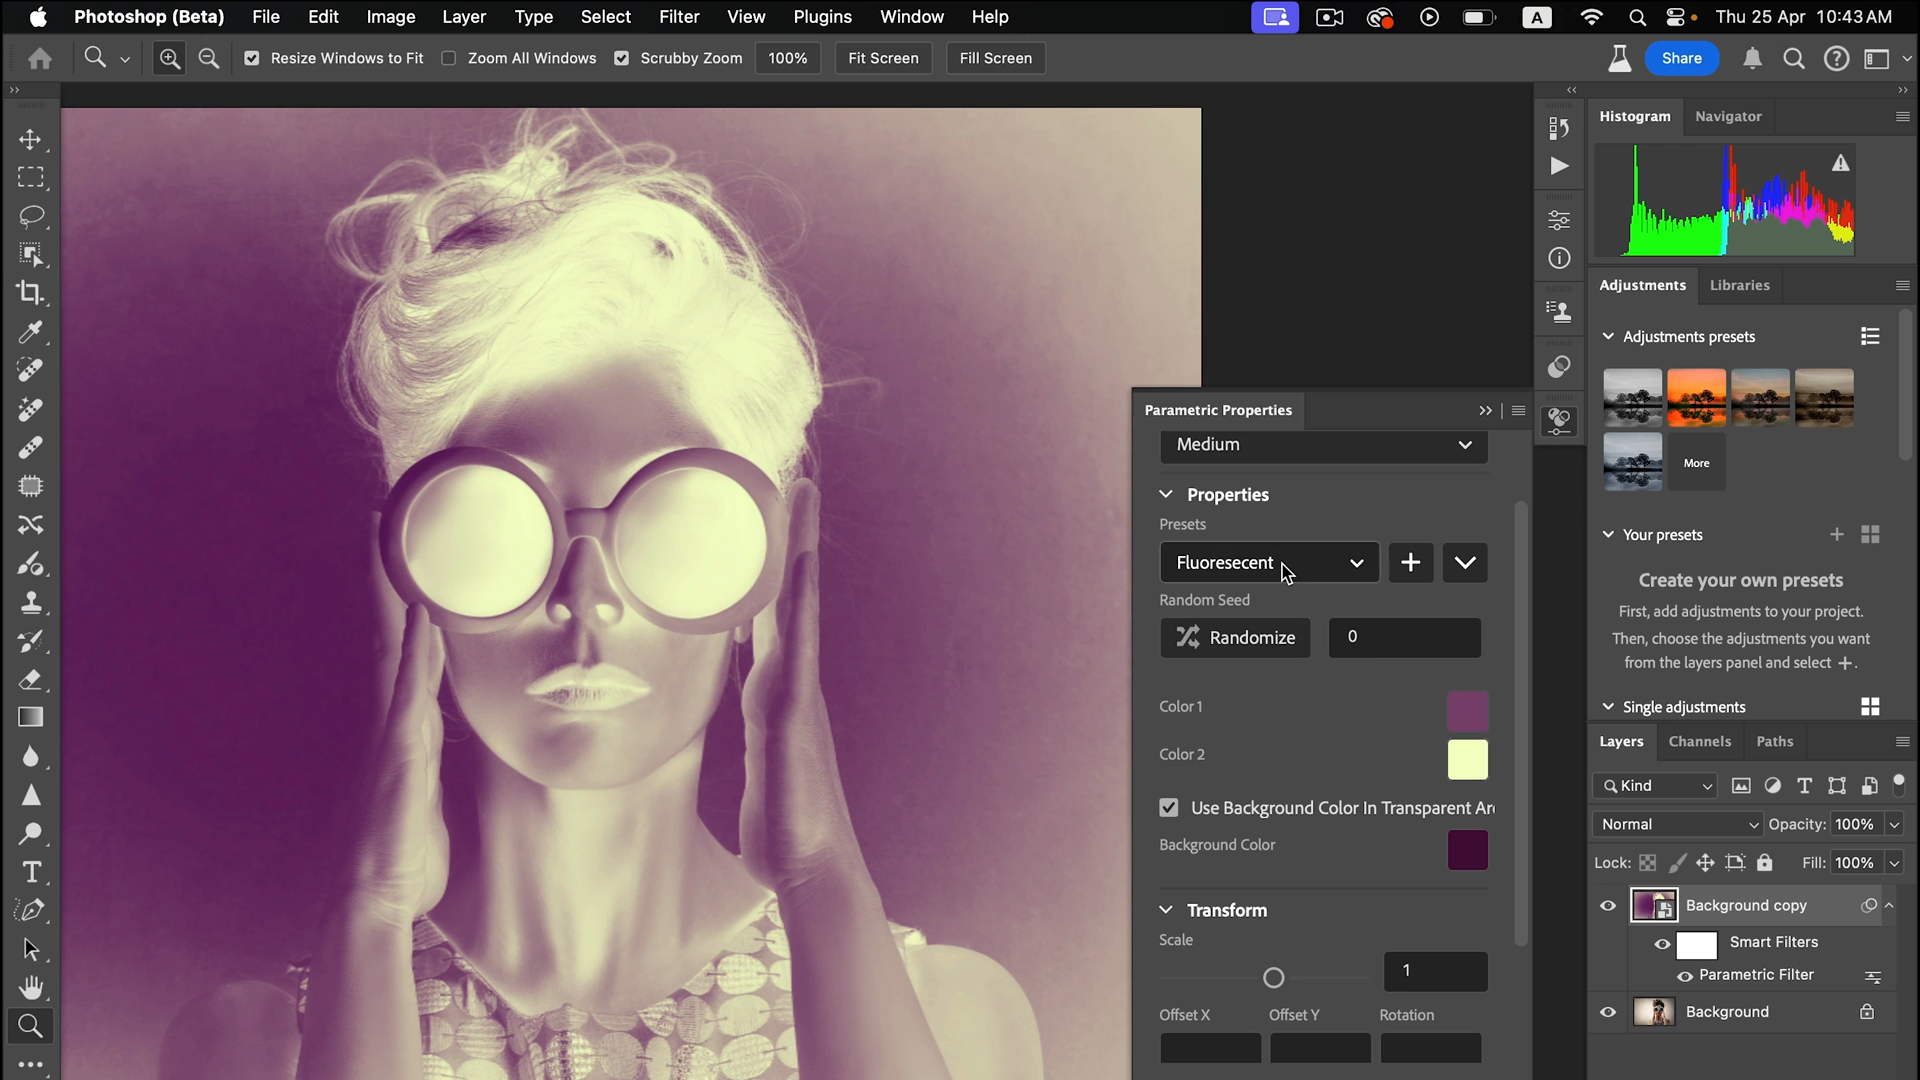 Photoshop (Beta) File Edit Image Layer Type Select Filter View Plugins Window Help A Thu 25 Apr 10:43 AM
Resize Windows to Fit Zoom All Windows Scrubby Zoom 100% Fit Screen Fill Screen Share
Histogram Navigator
Adjustments Libraries
Adjustments presets
More
Your presets
Create your own presets
First, add adjustments to your project.
Then, choose the adjustments you want
from the layers panel and select +.
Single adjustments
Parametric Properties
Medium
Properties
Presets
Fluoresecent
Random Seed
Randomize 0
Color 1
Color 2
Use Background Color In Transparent Are
Background Color
Transform
Scale
1
Offset X Offset Y Rotation
Layers Channels Paths
Kind
Normal Opacity: 100%
Lock: Fill: 100%
Background copy
Smart Filters
Parametric Filter
Background